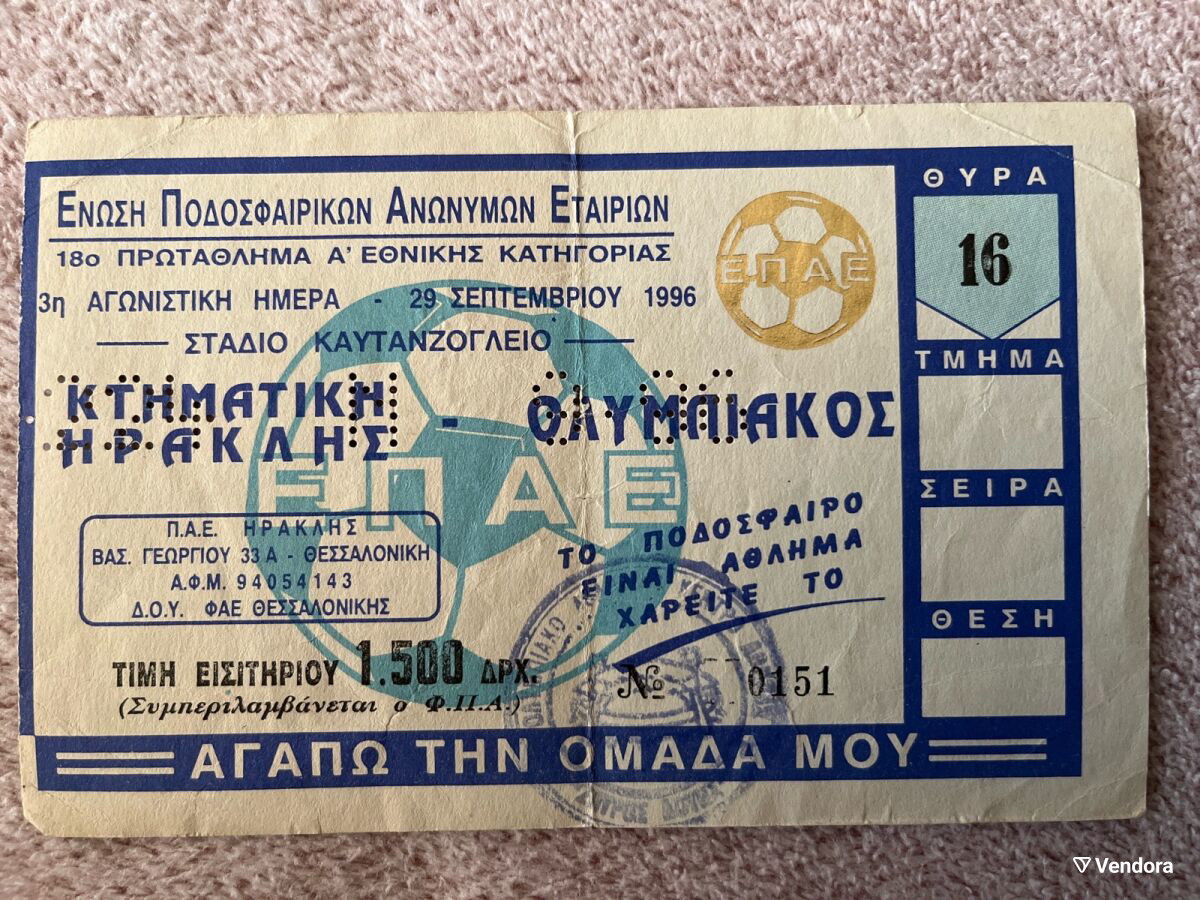 ΕΝΩΣΗ ΠΟΔΟΣΦΑΙΡΙΚΩΝ ΑΝΩΝΥΜΩΝ ΕΤΑΙΡΙΩΝ
18ο ΠΡΩΤΑΘΛΗΜΑ Α' ΕΘΝΙΚΗΣ ΚΑΤΗΓΟΡΙΑΣ
3η ΑΓΩΝΙΣΤΙΚΗ ΗΜΕΡΑ - 29 ΣΕΠΤΕΜΒΡΙΟΥ 1996
ΣΤΑΔΙΟ ΚΑΥΤΑΝΖΟΓΛΕΙΟ
ΕΠΑΕ
ΚΤΗΜΑΤΙΚΗ
ΗΡΑΚΛΗΣ - ΟΛΥΜΠΙΑΚΟΣ
ΕΠΑΕ
Π.Α.Ε. ΗΡΑΚΛΗΣ
ΒΑΣ. ΓΕΩΡΓΙΟΥ 33 Α - ΘΕΣΣΑΛΟΝΙΚΗ
Α.Φ.Μ. 94054143
Δ.Ο.Υ. ΦΑΕ ΘΕΣΣΑΛΟΝΙΚΗΣ
ΤΟ ΠΟΔΟΣΦΑΙΡΟ
ΕΙΝΑΙ ΑΘΛΗΜΑ
ΧΑΡΕΙΤΕ ΤΟ
ΤΙΜΗ ΕΙΣΙΤΗΡΙΟΥ 1.500 ΔΡΧ.
(Συμπεριλαμβάνεται ο Φ.Π.Α.)
№ 0151
ΑΓΑΠΩ ΤΗΝ ΟΜΑΔΑ ΜΟΥ
ΘΥΡΑ
16
ΤΜΗΜΑ
ΣΕΙΡΑ
ΘΕΣΗ
Vendora